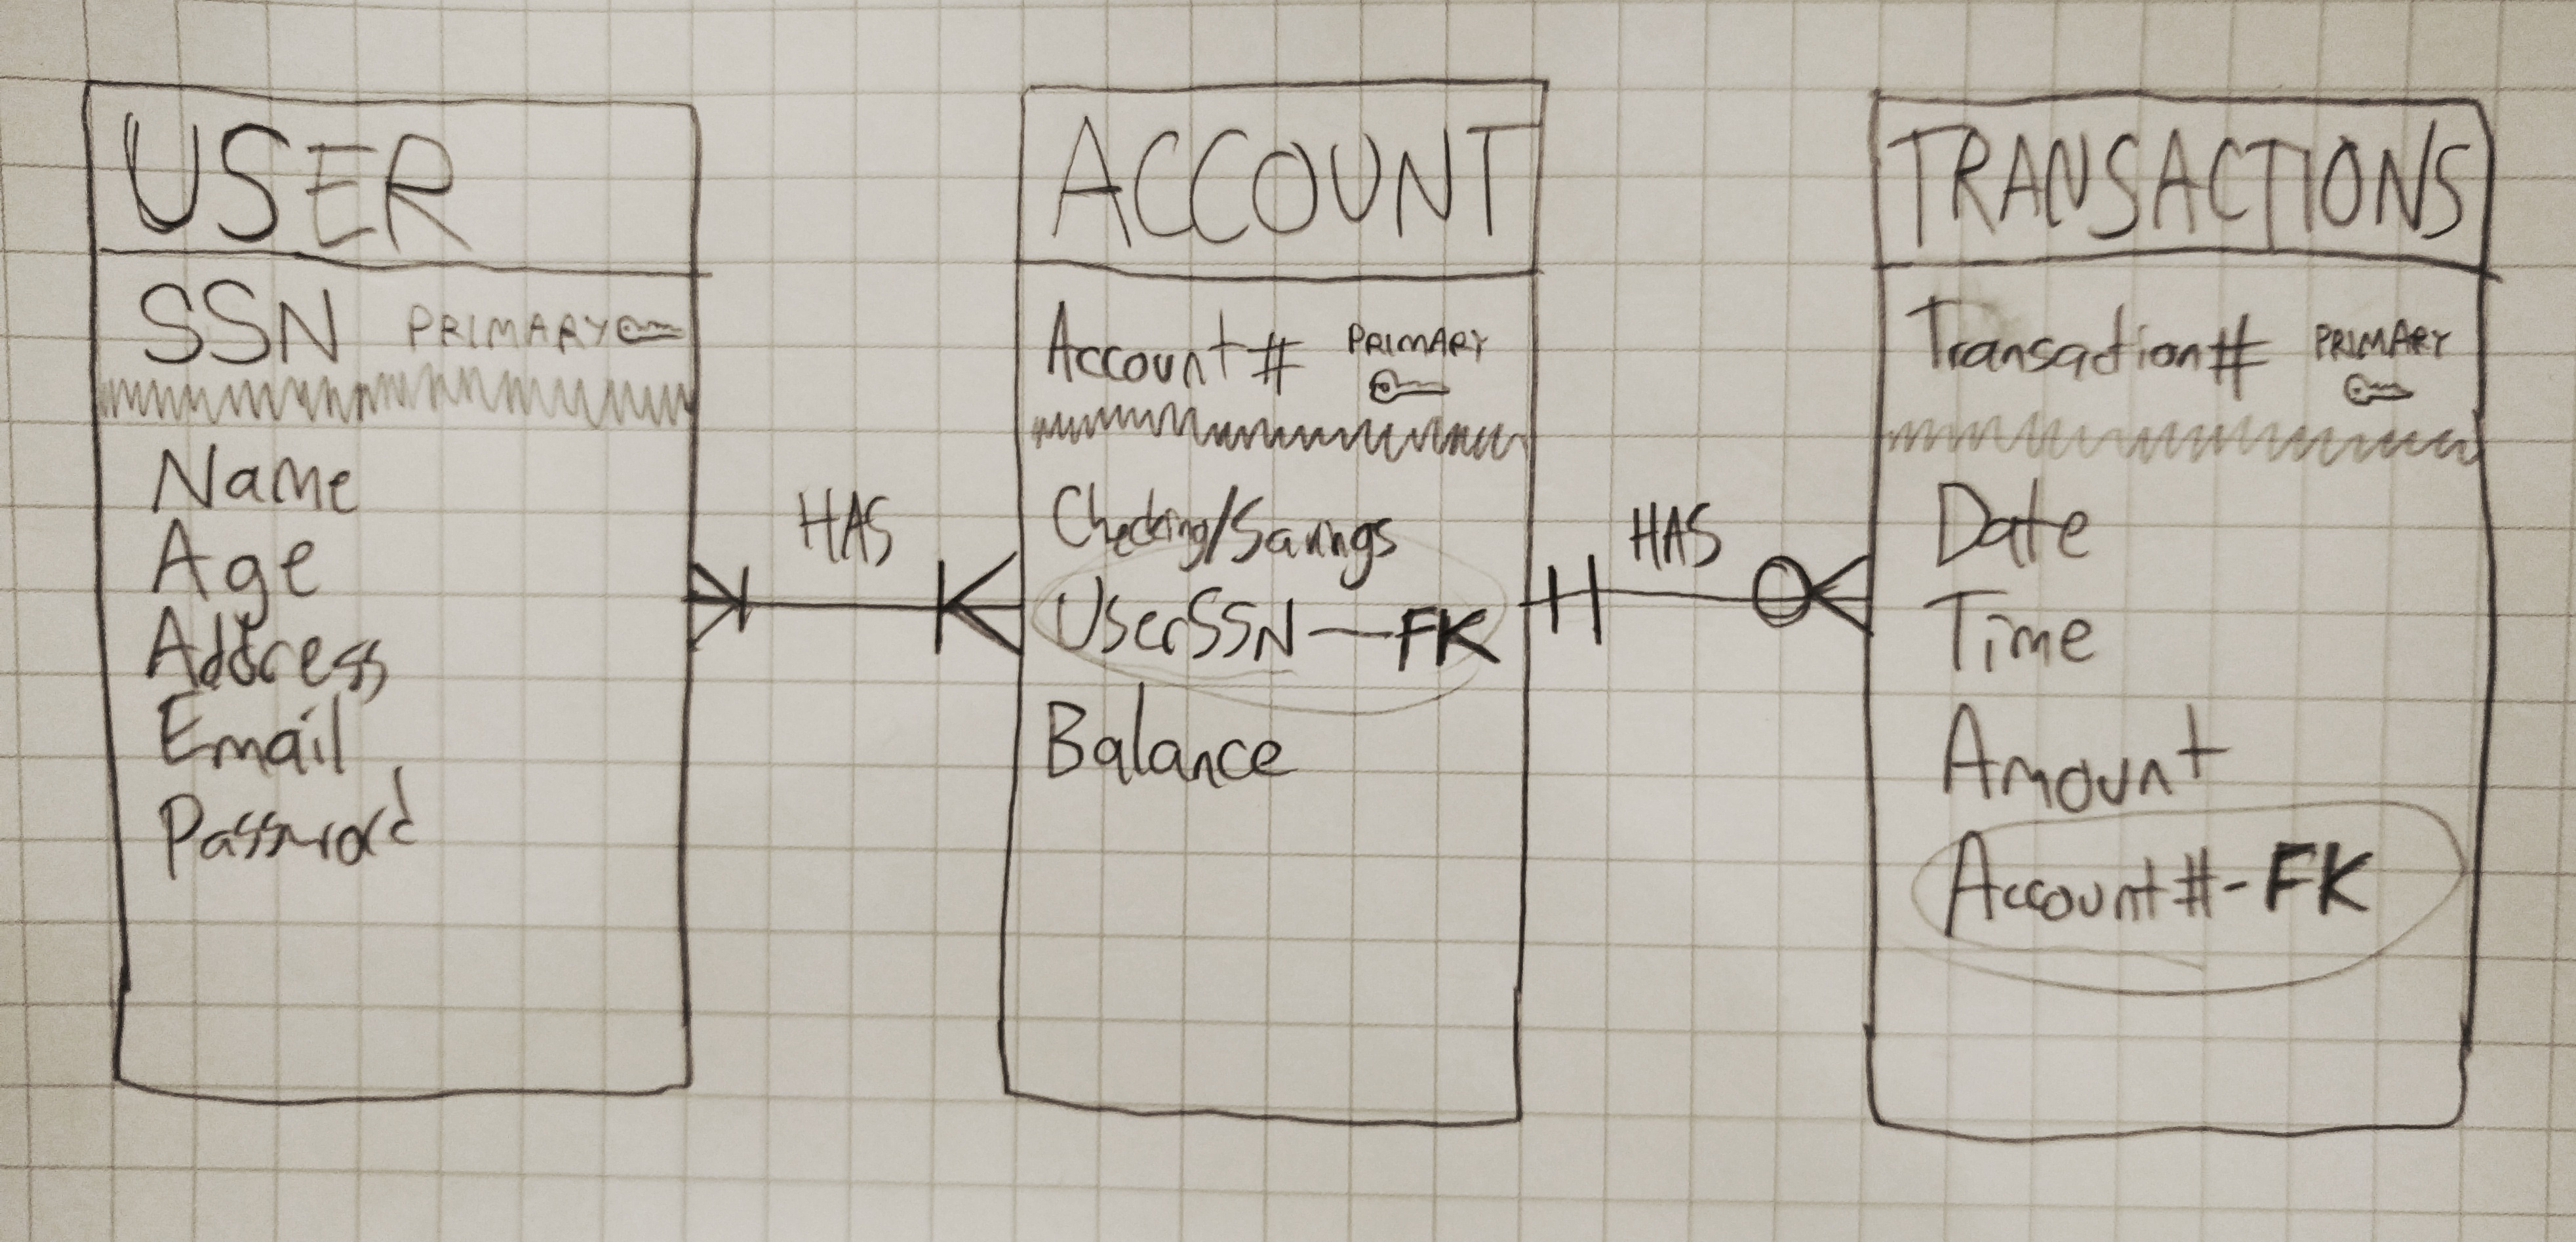 USER
SSN PRIMARY
Name
Age
Address
Email
Password
HAS
ACCOUNT
Account # PRIMARY
Checking/Savings
UserSSN — FK
Balance
HAS
TRANSACTIONS
Transaction # PRIMARY
Date
Time
Amount
Account # - FK